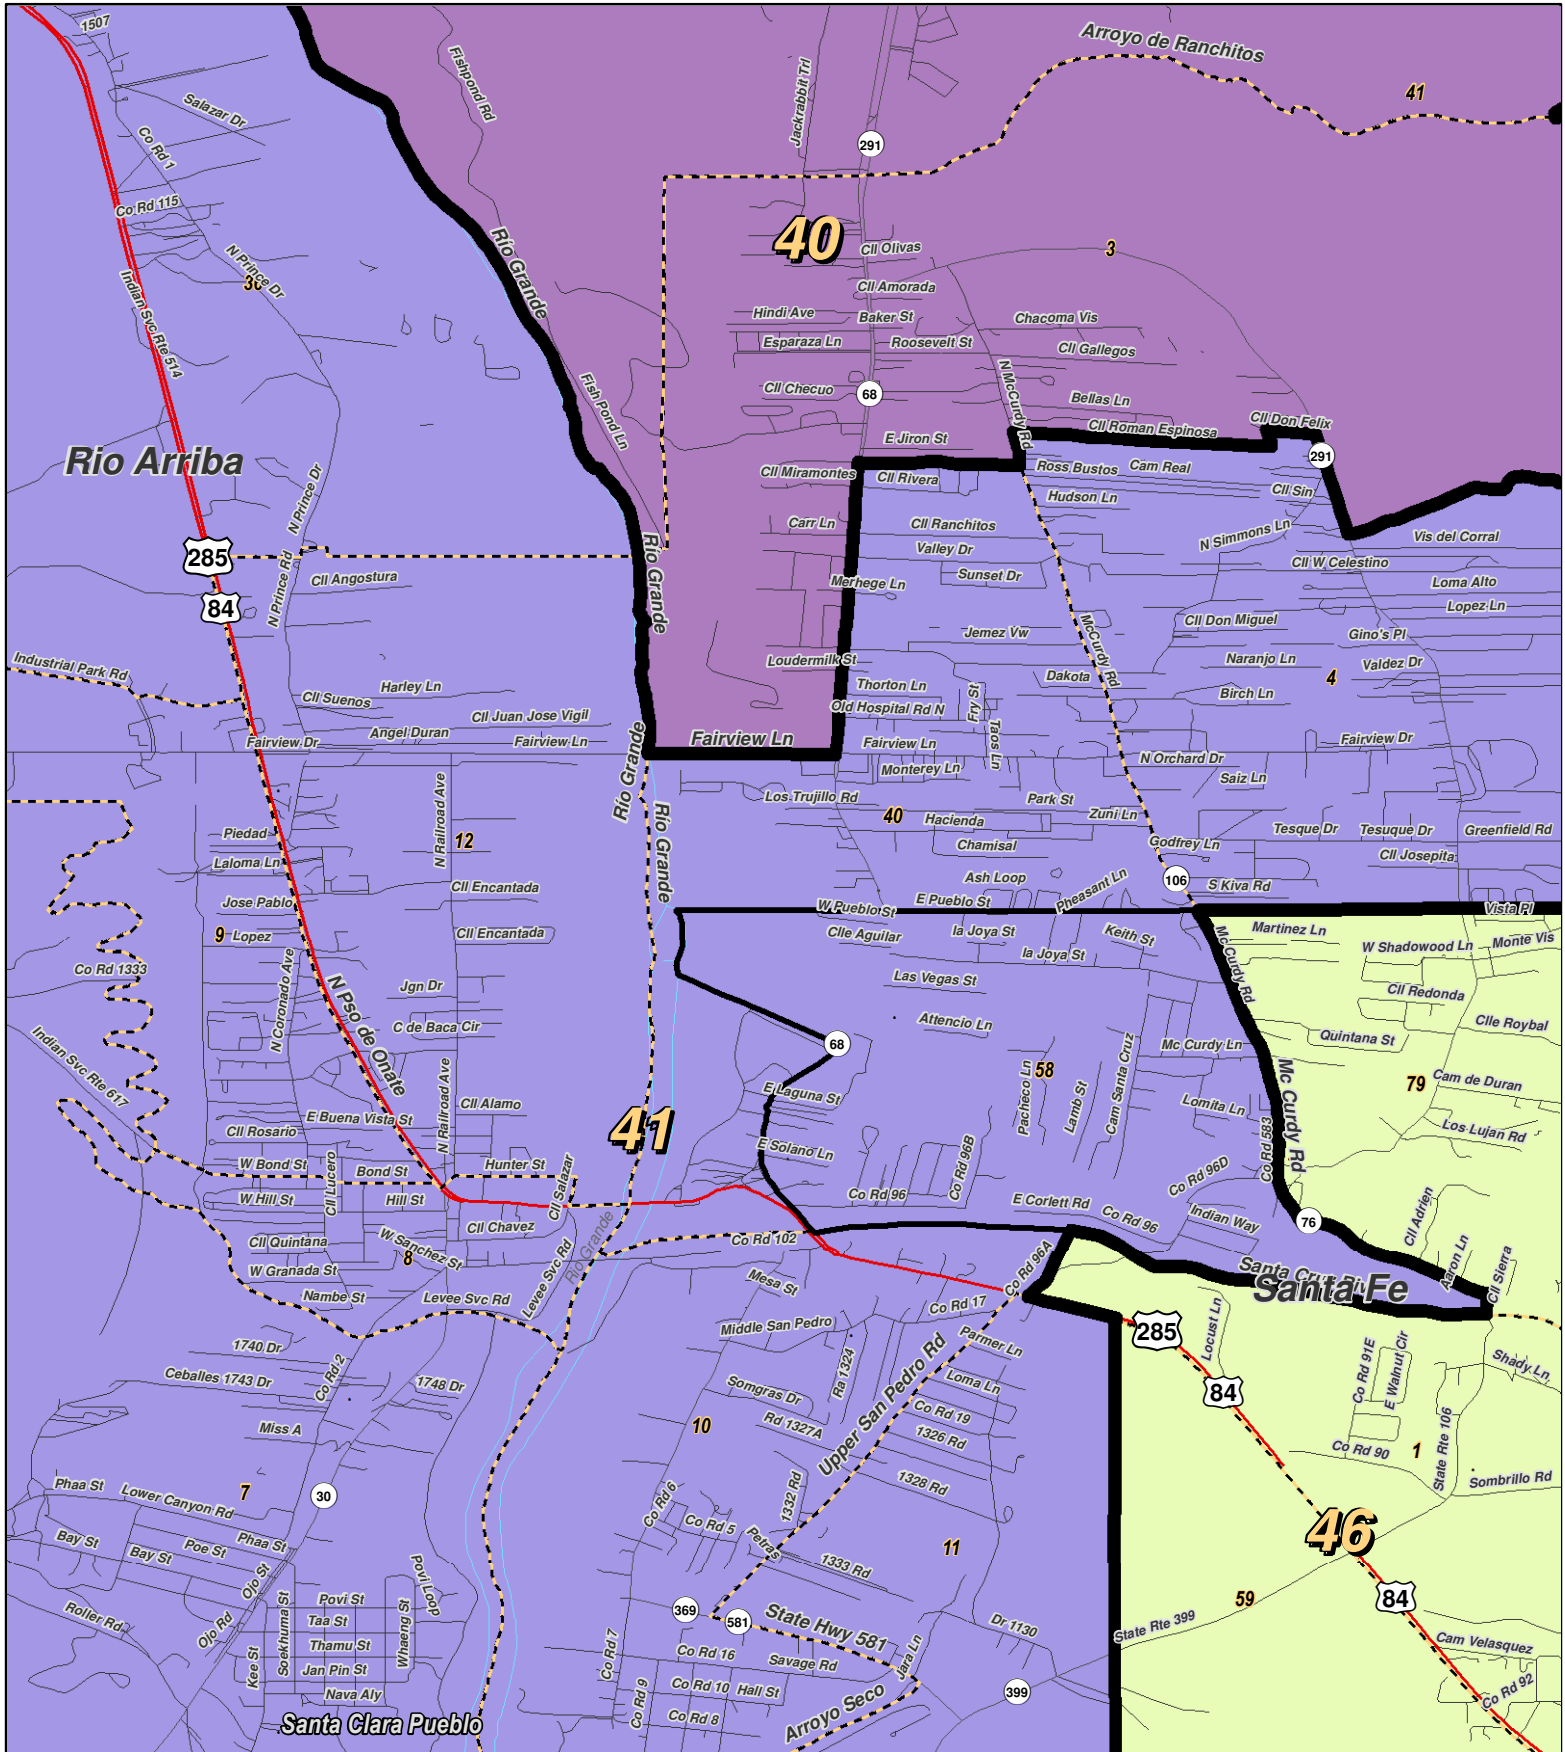 1507
Salazar Dr
Co Rd 1
Co Rd 115
N Prince Dr
36
Indian Svc Rte 514
Fishpond Rd
Jackrabbit Trl
291
Arroyo de Ranchitos
41
Rio Grande
40
Cll Olivas
3
Cll Amorada
Hindi Ave
Baker St
Chacoma Vis
Esparaza Ln
Roosevelt St
Cll Gallegos
Cll Checuo
68
N McCurdy Rd
Bellas Ln
Fish Pond Ln
Cll Don Felix
Cll Roman Espinosa
E Jiron St
291
Rio Arriba
N Prince Dr
Cll Miramontes
Cll Rivera
Ross Bustos
Cam Real
Hudson Ln
Cll Sin
Carr Ln
Cll Ranchitos
N Simmons Ln
Vis del Corral
285
Valley Dr
Cll W Celestino
Rio Grande
Merhege Ln
Sunset Dr
Loma Alto
Cll Angostura
N Prince Rd
84
Lopez Ln
Cll Don Miguel
McCurdy Rd
Jemez Vw
Gino's Pl
Industrial Park Rd
Loudermilk St
Naranjo Ln
Valdez Dr
4
Dakota
Harley Ln
Cll Suenos
Thorton Ln
Fry St
Birch Ln
Old Hospital Rd N
Cll Juan Jose Vigil
Angel Duran
Fairview Dr
Fairview Ln
Fairview Ln
Fairview Ln
Taos Ln
Fairview Dr
Rio Grande
Monterey Ln
N Orchard Dr
Saiz Ln
Los Trujillo Rd
Park St
N Railroad Ave
Rio Grande
40
Hacienda
Zuni Ln
Piedad
12
Tesque Dr
Tesuque Dr
Greenfield Rd
Chamisal
Godfrey Ln
Laloma Ln
Cll Josepita
Ash Loop
Pheasant Ln
106
S Kiva Rd
Cll Encantada
Jose Pablo
W Pueblo St
E Pueblo St
Vista Pl
9
Lopez
Cll Encantada
Clle Aguilar
la Joya St
Keith St
Martinez Ln
W Shadowood Ln
Monte Vis
Co Rd 1333
N Coronado Ave
la Joya St
Mc Curdy Rd
Las Vegas St
Jgn Dr
N Pso de Onate
Cll Redonda
C de Baca Cir
Attencio Ln
Quintana St
Clle Roybal
Indian Svc Rte 617
68
Mc Curdy Ln
Pacheco Ln
58
Cam Santa Cruz
Mc Curdy Rd
79
Cam de Duran
N Railroad Ave
Cll Alamo
E Laguna St
Lamb St
Lomita Ln
E Buena Vista St
41
Co Rd 583
Los Lujan Rd
Cll Rosario
E Solano Ln
Co Rd 96B
W Bond St
Bond St
Hunter St
Co Rd 96D
Cll Lucero
Cll Salazar
W Hill St
Hill St
Co Rd 96
E Corlett Rd
Co Rd 96
Indian Way
76
Cll Adrien
Cll Chavez
Co Rd 102
Cll Quintana
W Sanchez St
8
Rio Grande
Levee Svc Rd
Co Rd 96A
Aaron Ln
Cll Sierra
W Granada St
Mesa St
Santa Fe
Nambe St
Levee Svc Rd
Co Rd 17
Middle San Pedro
Parmer Ln
285
Locust Ln
1740 Dr
Co Rd 2
Ceballes 1743 Dr
1748 Dr
Ra 1324
Upper San Pedro Rd
Loma Ln
Co Rd 91E
E Walnut Cir
Shady Ln
84
Somgras Dr
Rd 1327A
Co Rd 19
Miss A
10
1326 Rd
State Rte 106
Co Rd 90
1
Phaa St
Lower Canyon Rd
7
30
Co Rd 6
1332 Rd
1328 Rd
Sombrillo Rd
Co Rd 5
Petras
46
Bay St
Bay St
Poe St
Phaa St
Ojo St
Povi Loop
11
1333 Rd
Soekhuma St
Povi St
Whaeng St
84
59
Roller Rd
Ojo Rd
Taa St
369
581
State Hwy 581
Dr 1130
State Rte 399
Thamu St
Kee St
Jan Pin St
Co Rd 7
Co Rd 16
Savage Rd
Jara Ln
Cam Velasquez
Nava Aly
Co Rd 9
Co Rd 10
Hall St
399
Co Rd 92
Santa Clara Pueblo
Co Rd 8
Arroyo Seco